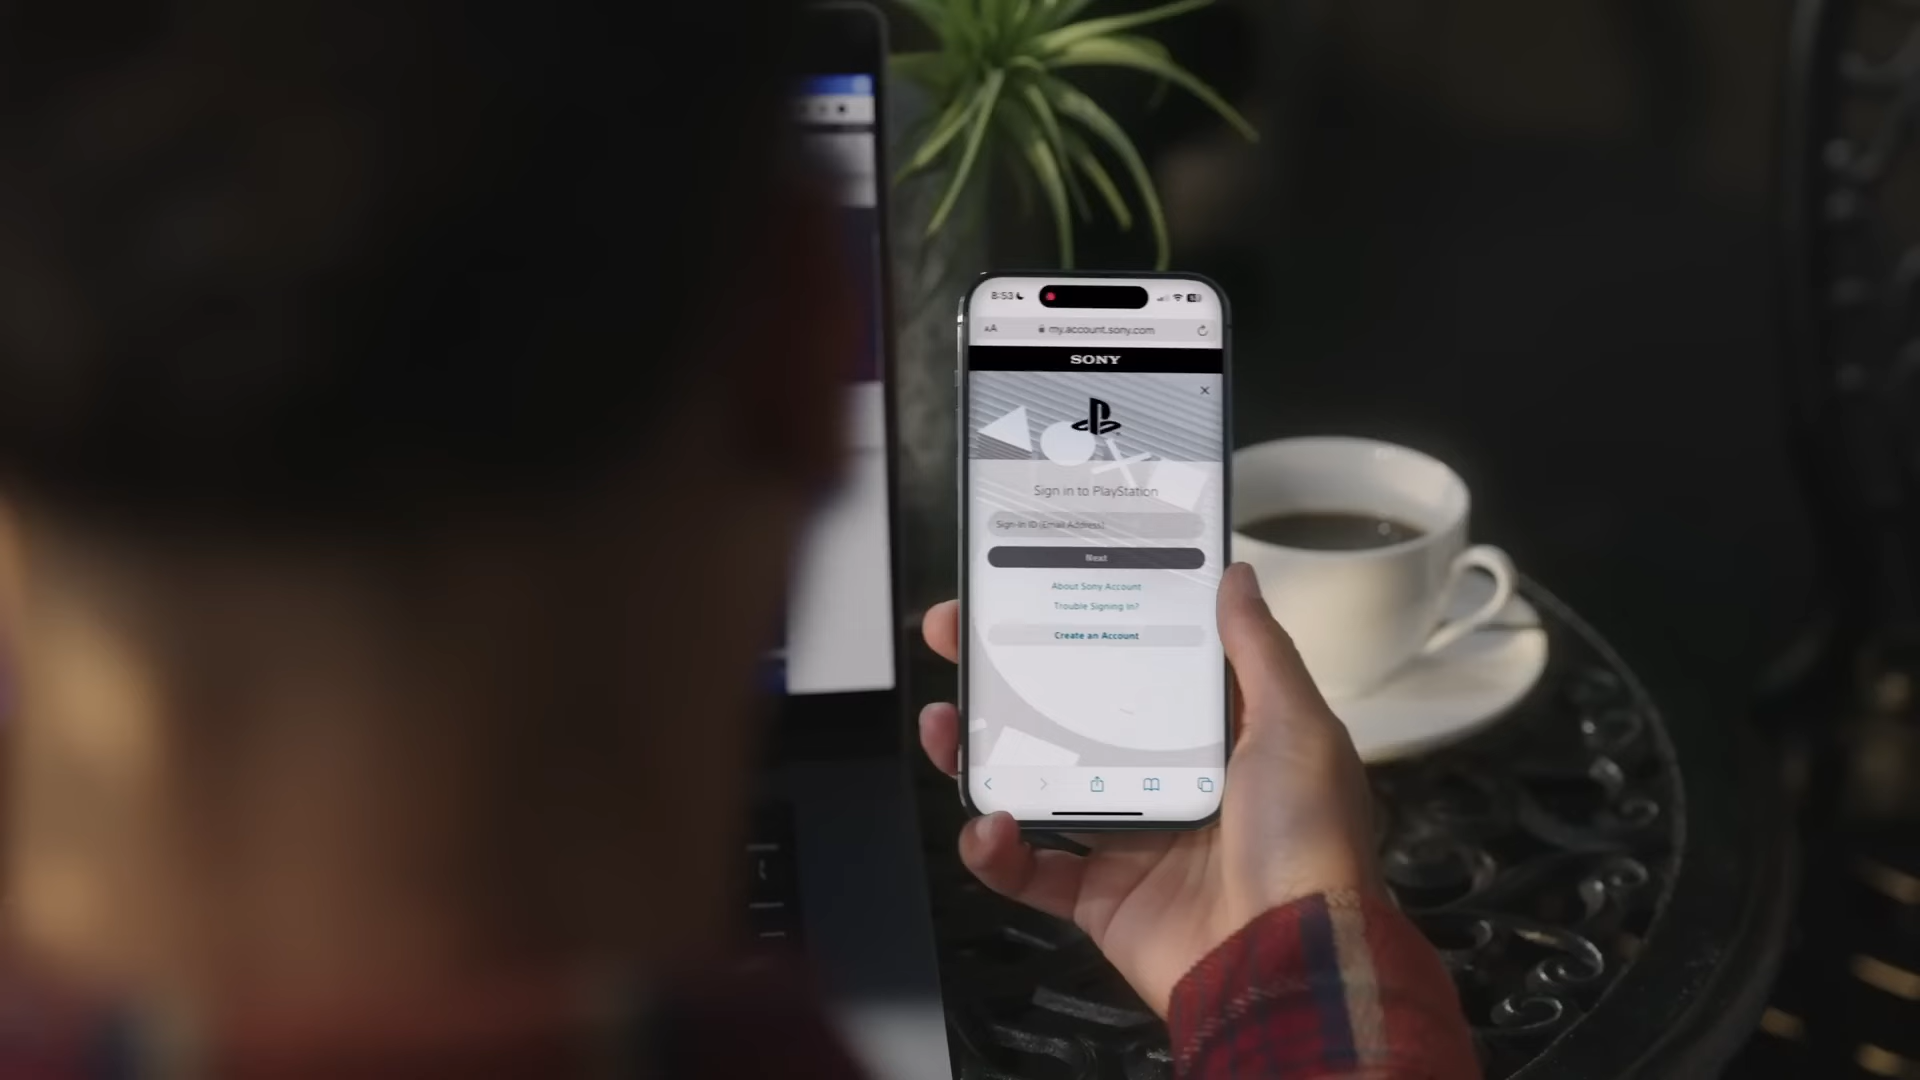 8:53
AA my.account.sony.com
SONY
Sign in to PlayStation
Sign-In ID (Email Address)
Next
About Sony Account
Trouble Signing In?
Create an Account